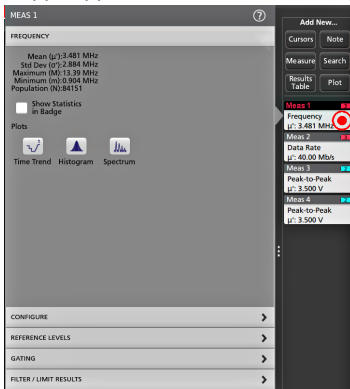 MEAS 1
?
FREQUENCY
Mean (µ'):3.481 MHz
Std Dev (σ'):2.884 MHz
Maximum (M):13.39 MHz
Minimum (m):0.904 MHz
Population (N):84151
Show Statistics
in Badge
Plots
Time Trend Histogram Spectrum
CONFIGURE
REFERENCE LEVELS
GATING
FILTER / LIMIT RESULTS
Add New...
Cursors Note
Measure Search
Results
Table
Plot
Meas 1
Frequency
µ': 3.481 MHz
Meas 2
Data Rate
µ': 40.00 Mb/s
Meas 3 2
Peak-to-Peak
µ': 3.500 V
Meas 4 2
Peak-to-Peak
µ': 3.500 V